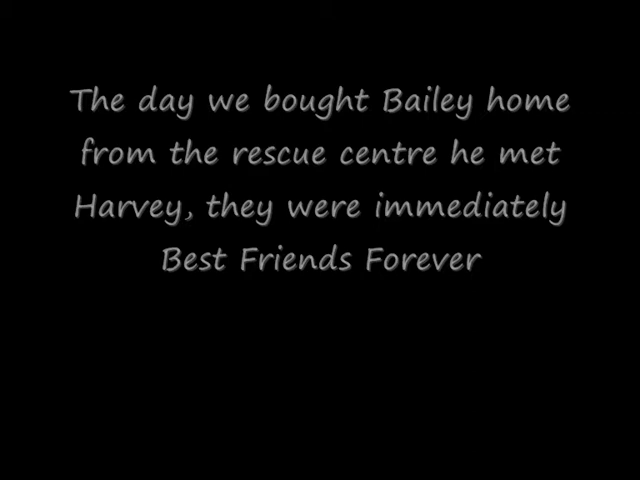 The day we bought Bailey home
from the rescue centre he met
Harvey, they were immediately
Best Friends Forever